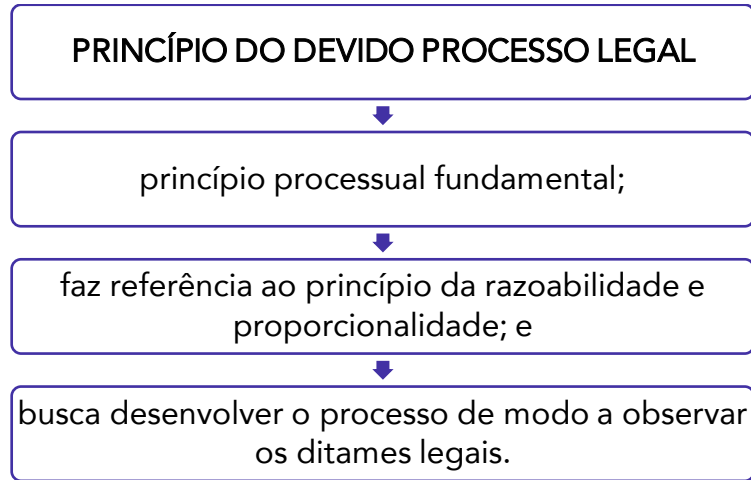 PRINCÍPIO DO DEVIDO PROCESSO LEGAL
princípio processual fundamental;
faz referência ao princípio da razoabilidade e
proporcionalidade; e
busca desenvolver o processo de modo a observar
os ditames legais.